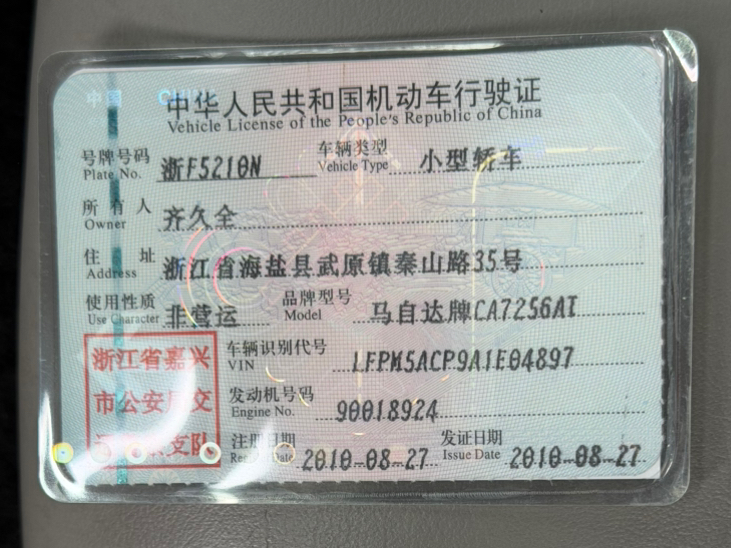 中国 CHINA
中华人民共和国机动车行驶证
Vehicle License of the People's Republic of China
号牌号码 浙F5210N 车辆类型 小型轿车
Plate No. Vehicle Type
所有人 齐久全
Owner
住址 浙江省海盐县武原镇秦山路35号
Address
使用性质 非营运 品牌型号 马自达牌CA7256AT
Use Character Model
浙江省嘉兴
市公安局交
支队
车辆识别代号 LFPM5ACP9A1E04897
VIN
发动机号码 90018924
Engine No.
注册日期 2010-08-27 发证日期 2010-08-27
Register Date Issue Date